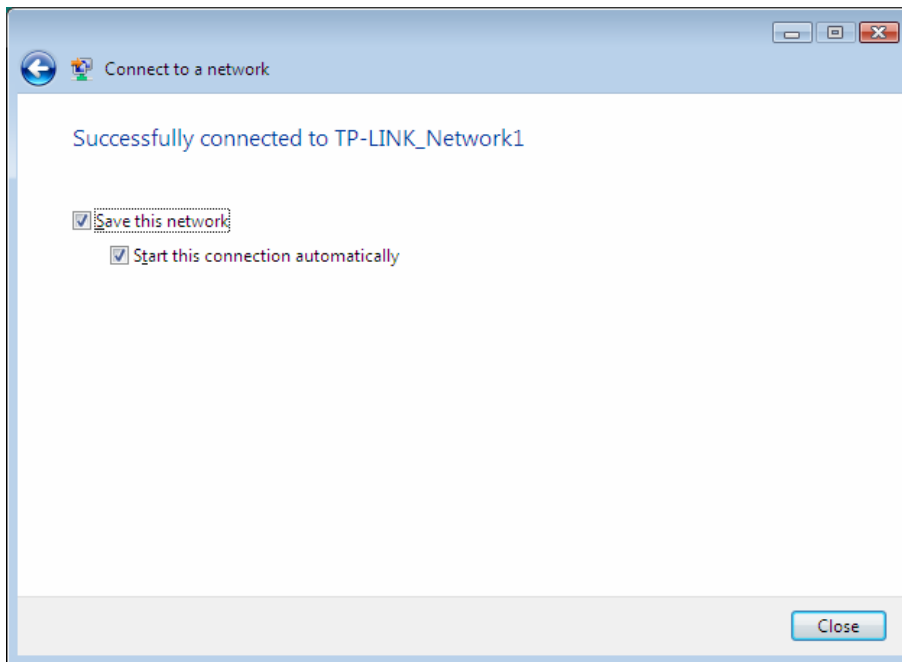 Connect to a network
Successfully connected to TP-LINK_Network1
Save this network
Start this connection automatically
Close